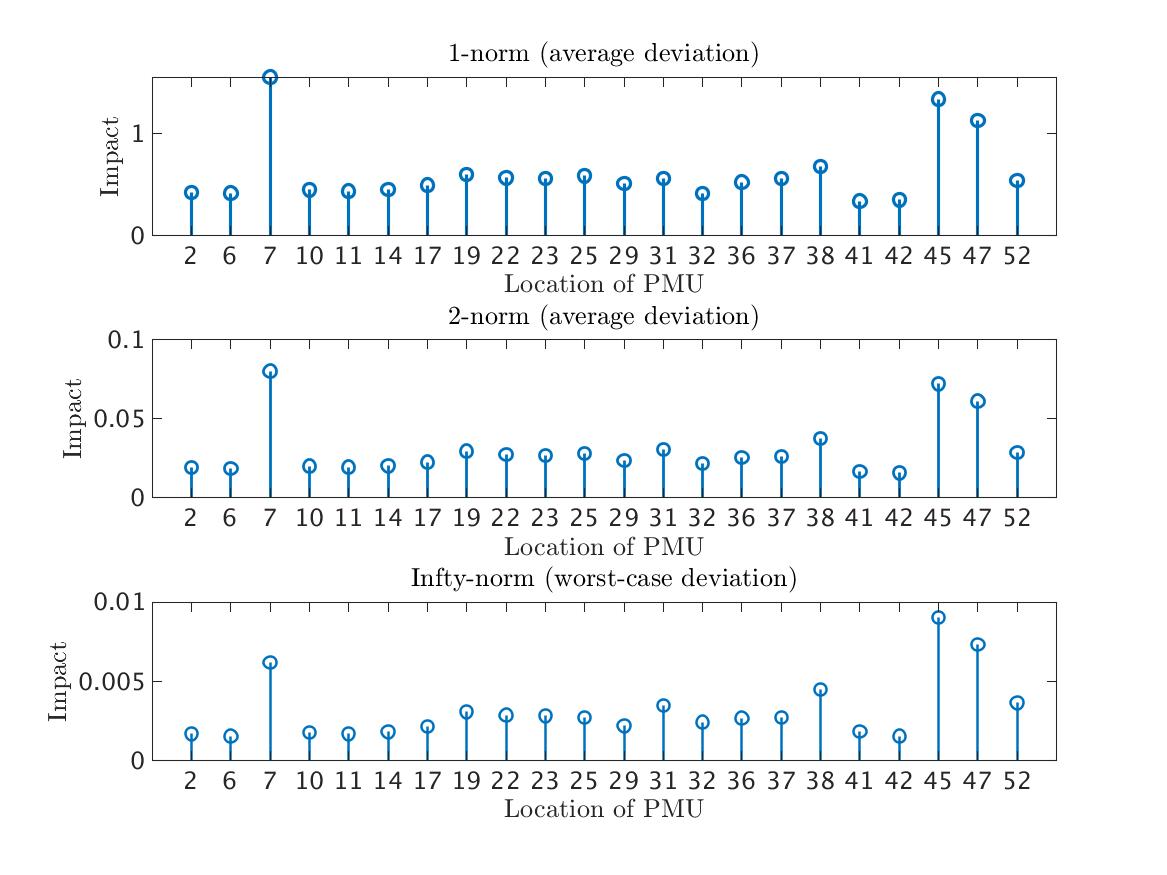 1-norm (average deviation)
Impact
1
0
2 6 7 10 11 14 17 19 22 23 25 29 31 32 36 37 38 41 42 45 47 52
Location of PMU
2-norm (average deviation)
Impact
0.1
0.05
0
2 6 7 10 11 14 17 19 22 23 25 29 31 32 36 37 38 41 42 45 47 52
Location of PMU
Infty-norm (worst-case deviation)
Impact
0.01
0.005
0
2 6 7 10 11 14 17 19 22 23 25 29 31 32 36 37 38 41 42 45 47 52
Location of PMU